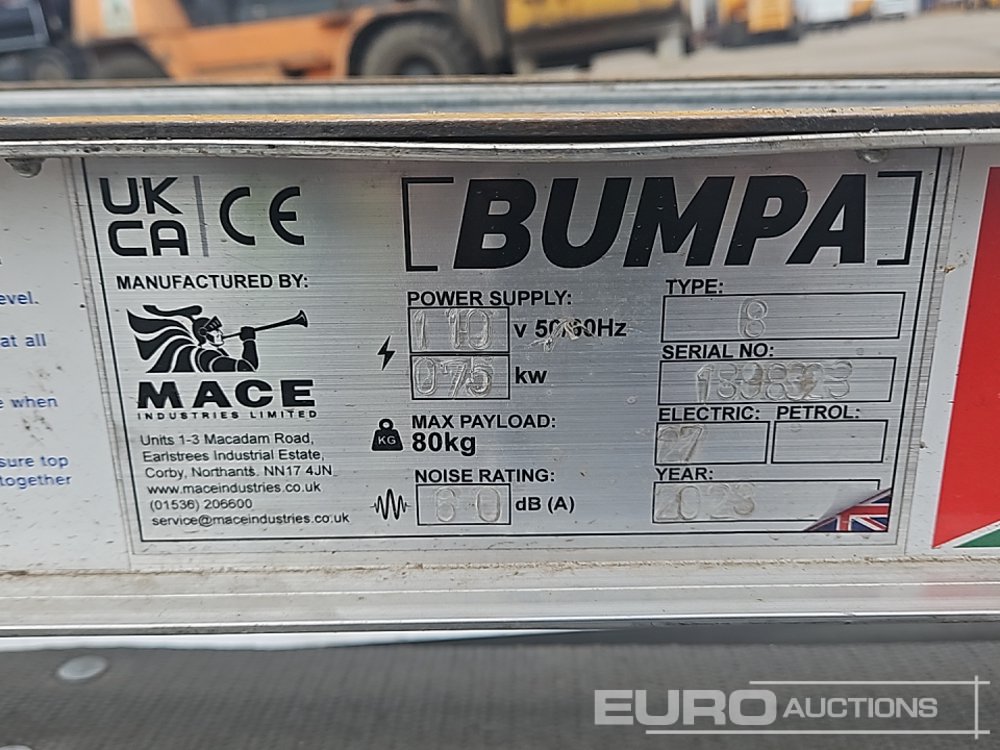 UK
CA
CE
[BUMPA]
MANUFACTURED BY:
MACE
INDUSTRIES LIMITED
Units 1-3 Macadam Road,
Earlstrees Industrial Estate,
Corby, Northants. NN17 4JN
www.maceindustries.co.uk
(01536) 206600
service@maceindustries.co.uk
POWER SUPPLY:
110 v 50/60Hz
075 kw
KG
MAX PAYLOAD:
80kg
NOISE RATING:
80 dB (A)
TYPE:
8
SERIAL NO:
ELECTRIC: PETROL:
27
YEAR:
2023
evel.
at all
when
sure top
together
EURO AUCTIONS